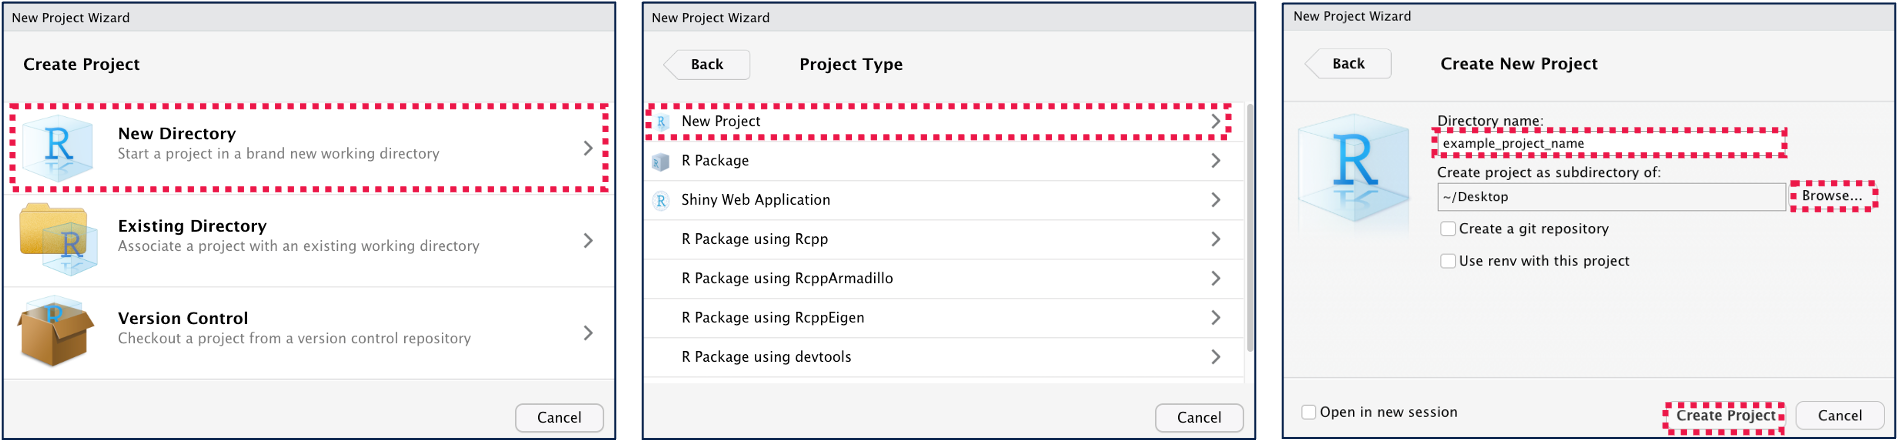 New Project Wizard
Create Project
R
New Directory
Start a project in a brand new working directory
R
Existing Directory
Associate a project with an existing working directory
R
Version Control
Checkout a project from a version control repository
Cancel
New Project Wizard
Back
Project Type
R
New Project
R
R Package
R
Shiny Web Application
R Package using Rcpp
R Package using RcppArmadillo
R Package using RcppEigen
R Package using devtools
Cancel
New Project Wizard
Back
Create New Project
R
Directory name:
example_project_name
Create project as subdirectory of:
~/Desktop
Browse...
Create a git repository
Use renv with this project
Open in new session
Create Project
Cancel